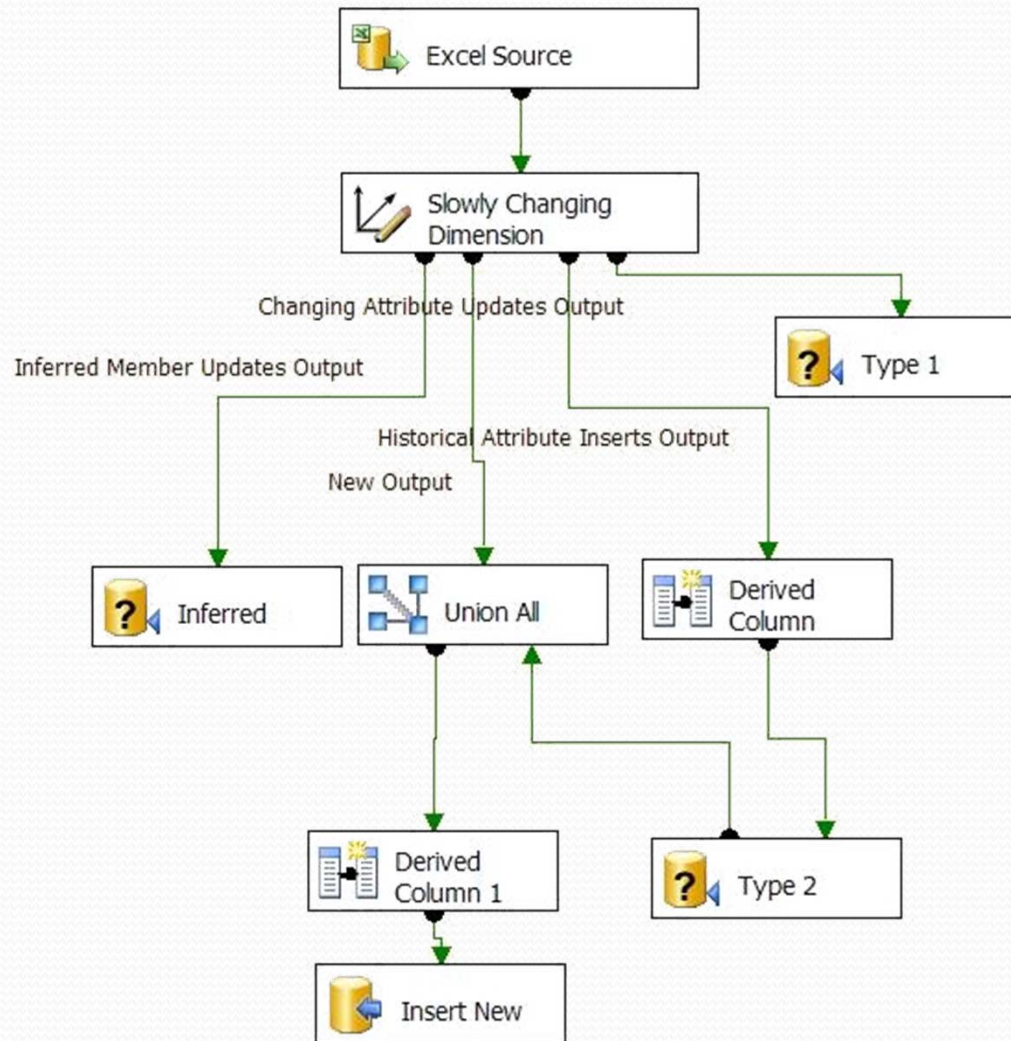 Excel Source
Slowly Changing
Dimension
Changing Attribute Updates Output
Type 1
Inferred Member Updates Output
Historical Attribute Inserts Output
New Output
? Inferred
Union All
Derived
Column
Derived
Column 1
? Type 2
Insert New